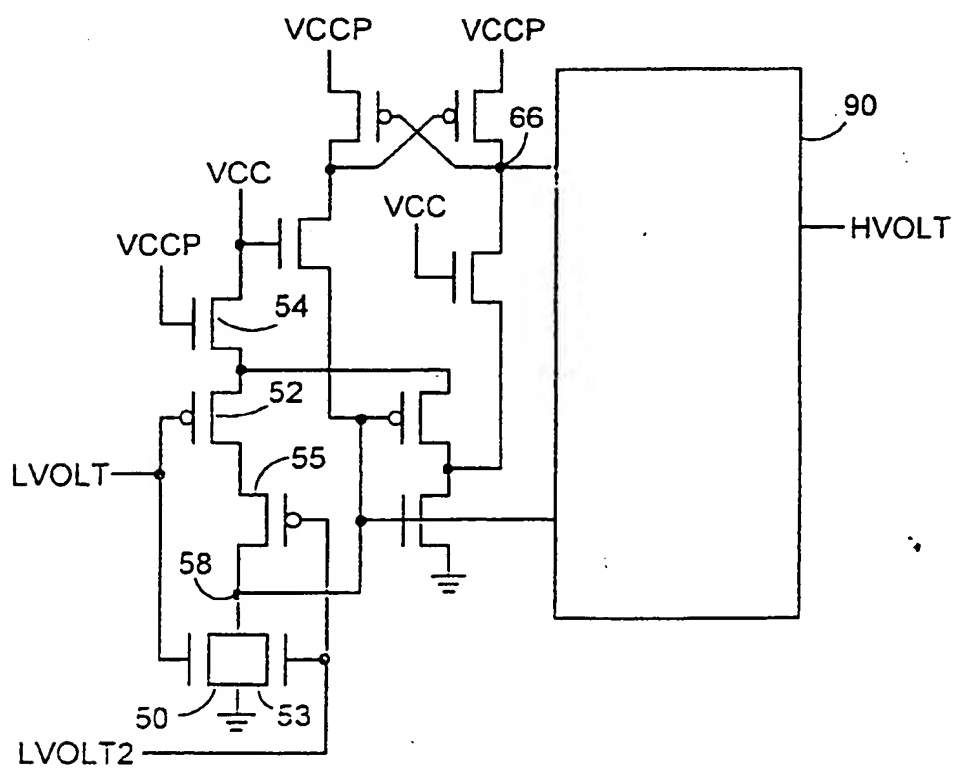 VCCP VCCP
66
90
VCC
VCC
HVOLT
VCCP
54
52
55
LVOLT
58
50 53
LVOLT2